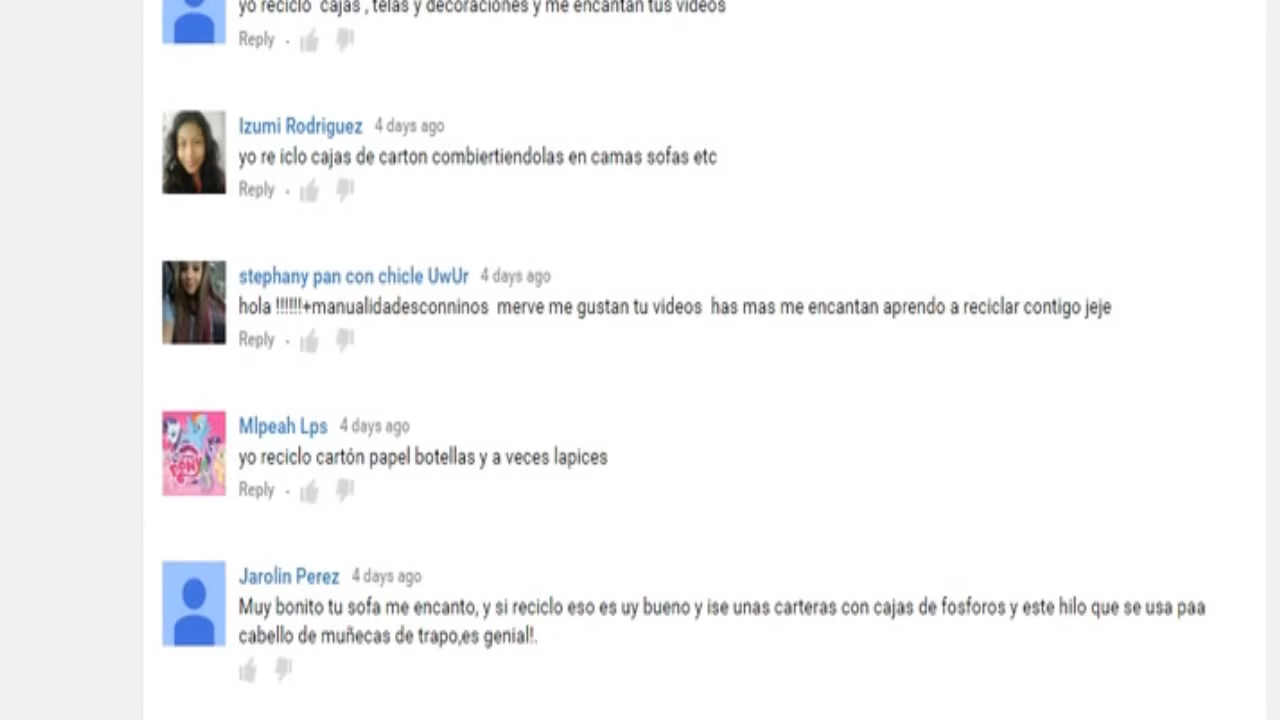 yo reciclo cajas , telas y decoraciones y me encantan tus videos
Reply
Izumi Rodriguez 4 days ago
yo re iclo cajas de carton combiertiendolas en camas sofas etc
Reply
stephany pan con chicle UwUr 4 days ago
hola !!!!!!+manualidadesconninos merve me gustan tu videos has mas me encantan aprendo a reciclar contigo jeje
Reply
Mlpeah Lps 4 days ago
PONY
yo reciclo cartón papel botellas y a veces lapices
Reply
Jarolin Perez 4 days ago
Muy bonito tu sofa me encanto, y si reciclo eso es uy bueno y ise unas carteras con cajas de fosforos y este hilo que se usa paa
cabello de muñecas de trapo,es genial!.